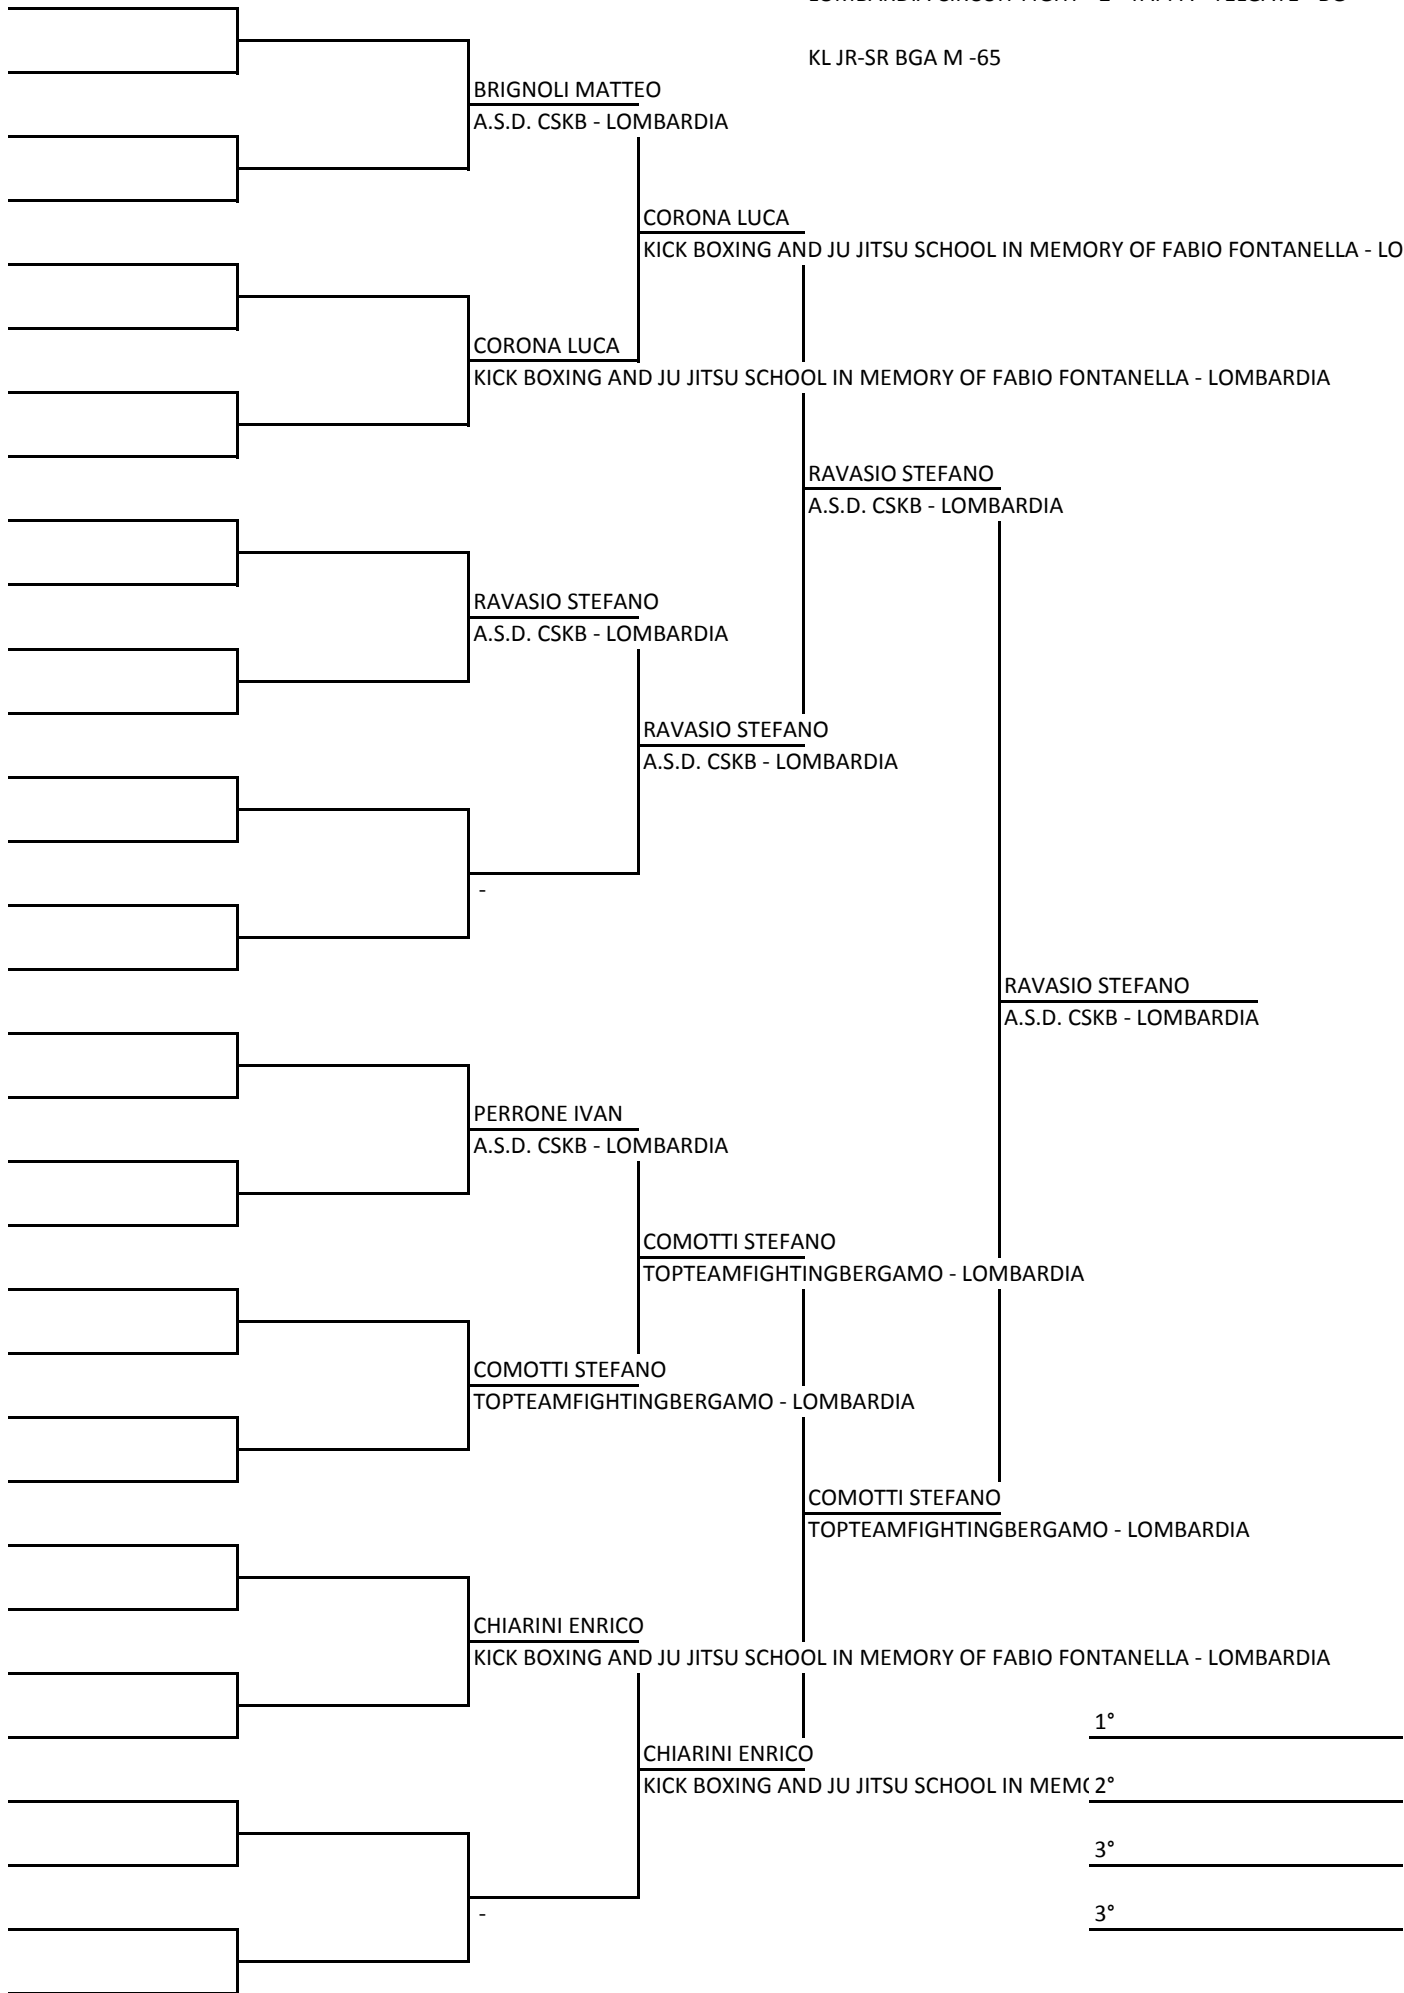 KL JR-SR BGA M -65
BRIGNOLI MATTEO
A.S.D. CSKB - LOMBARDIA
CORONA LUCA
KICK BOXING AND JU JITSU SCHOOL IN MEMORY OF FABIO FONTANELLA - LO
CORONA LUCA
KICK BOXING AND JU JITSU SCHOOL IN MEMORY OF FABIO FONTANELLA - LOMBARDIA
RAVASIO STEFANO
A.S.D. CSKB - LOMBARDIA
RAVASIO STEFANO
A.S.D. CSKB - LOMBARDIA
RAVASIO STEFANO
A.S.D. CSKB - LOMBARDIA
-
RAVASIO STEFANO
A.S.D. CSKB - LOMBARDIA
PERRONE IVAN
A.S.D. CSKB - LOMBARDIA
COMOTTI STEFANO
TOPTEAMFIGHTINGBERGAMO - LOMBARDIA
COMOTTI STEFANO
TOPTEAMFIGHTINGBERGAMO - LOMBARDIA
COMOTTI STEFANO
TOPTEAMFIGHTINGBERGAMO - LOMBARDIA
CHIARINI ENRICO
KICK BOXING AND JU JITSU SCHOOL IN MEMORY OF FABIO FONTANELLA - LOMBARDIA
1°
CHIARINI ENRICO
KICK BOXING AND JU JITSU SCHOOL IN MEMO
2°
3°
3°
-